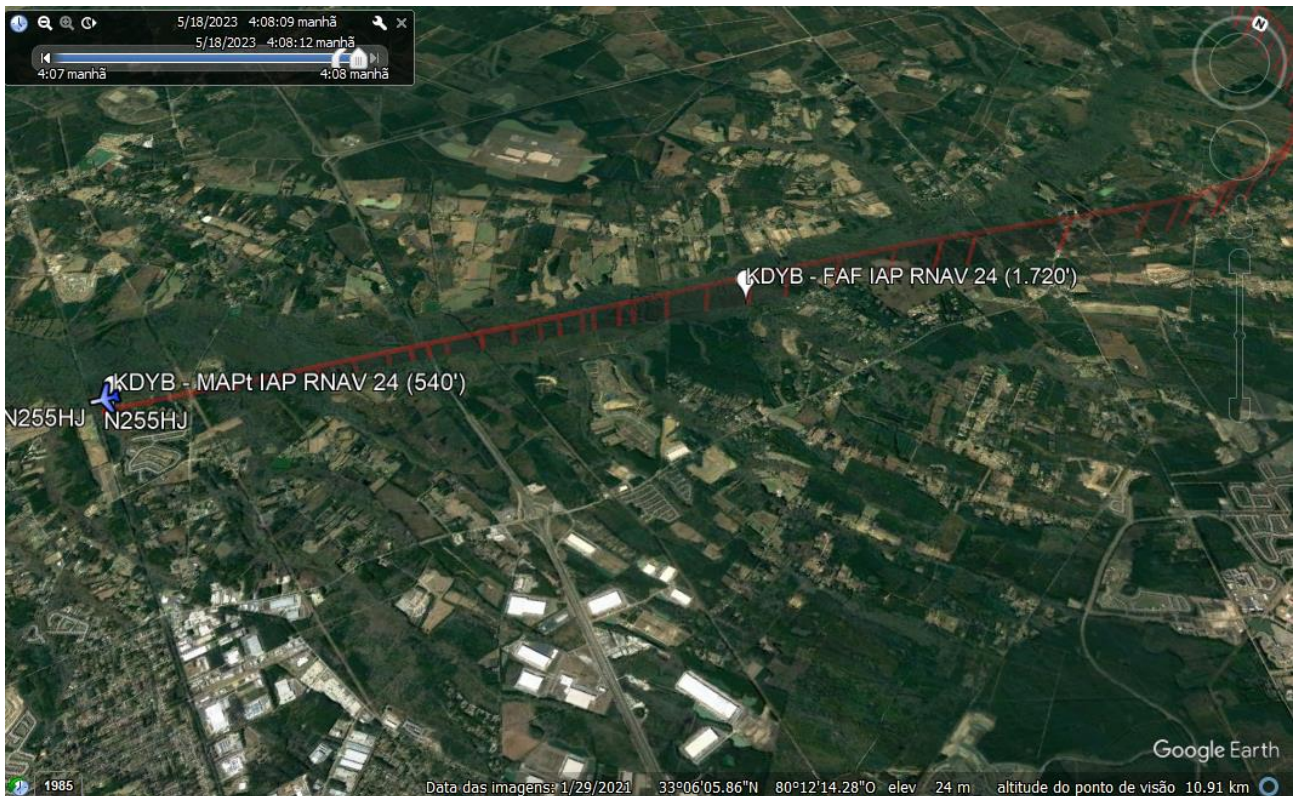 5/18/2023 4:08:09 manhã
5/18/2023 4:08:12 manhã
4:07 manhã 4:08 manhã
N
KDYB - FAF IAP RNAV 24 (1.720')
KDYB - MAPt IAP RNAV 24 (540')
N255HJ N255HJ
Google Earth
1985 Data das imagens: 1/29/2021 33°06'05.86"N 80°12'14.28"O elev 24 m altitude do ponto de visão 10.91 km